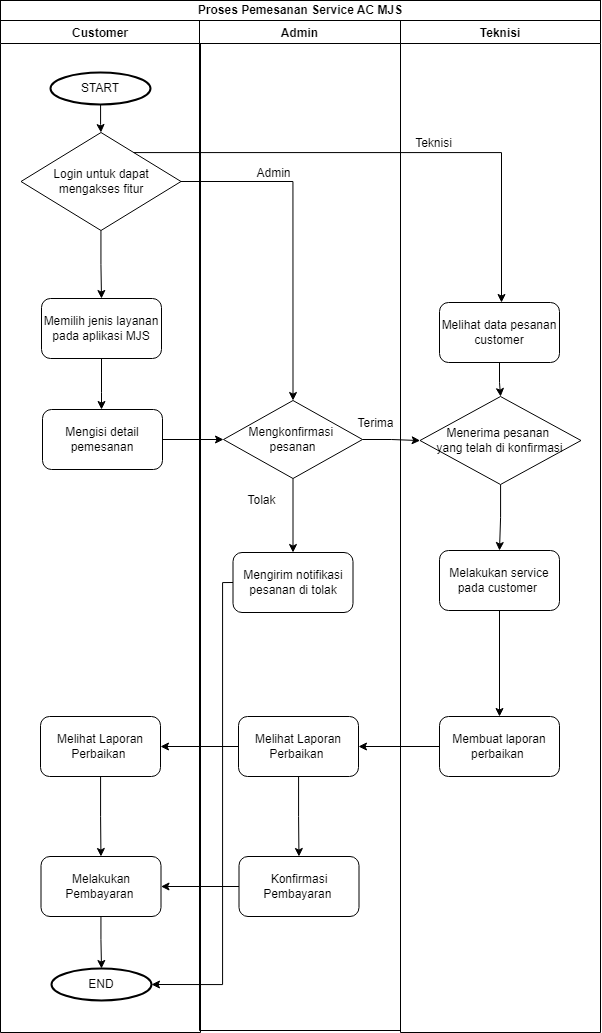 Proses Pemesanan Service AC MJS
Customer
Admin
Teknisi
START
Teknisi
Login untuk dapat
mengakses fitur
Admin
Memilih jenis layanan
pada aplikasi MJS
Melihat data pesanan
customer
Mengisi detail
pemesanan
Mengkonfirmasi
pesanan
Terima
Menerima pesanan
yang telah di konfirmasi
Tolak
Mengirim notifikasi
pesanan di tolak
Melakukan service
pada customer
Melihat Laporan
Perbaikan
Melihat Laporan
Perbaikan
Membuat laporan
perbaikan
Melakukan
Pembayaran
Konfirmasi
Pembayaran
END